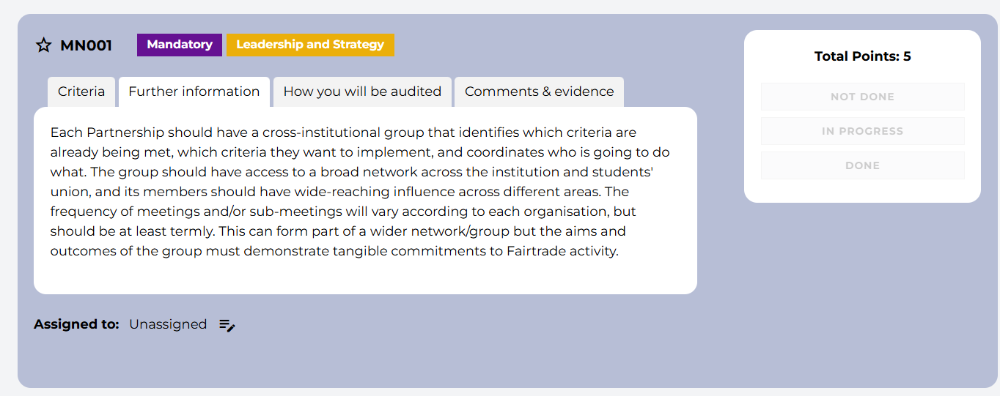 MN001
Mandatory
Leadership and Strategy
Total Points: 5
NOT DONE
IN PROGRESS
DONE
Criteria
Further information
How you will be audited
Comments & evidence
Each Partnership should have a cross-institutional group that identifies which criteria are
already being met, which criteria they want to implement, and coordinates who is going to do
what. The group should have access to a broad network across the institution and students'
union, and its members should have wide-reaching influence across different areas. The
frequency of meetings and/or sub-meetings will vary according to each organisation, but
should be at least termly. This can form part of a wider network/group but the aims and
outcomes of the group must demonstrate tangible commitments to Fairtrade activity.
Assigned to: Unassigned